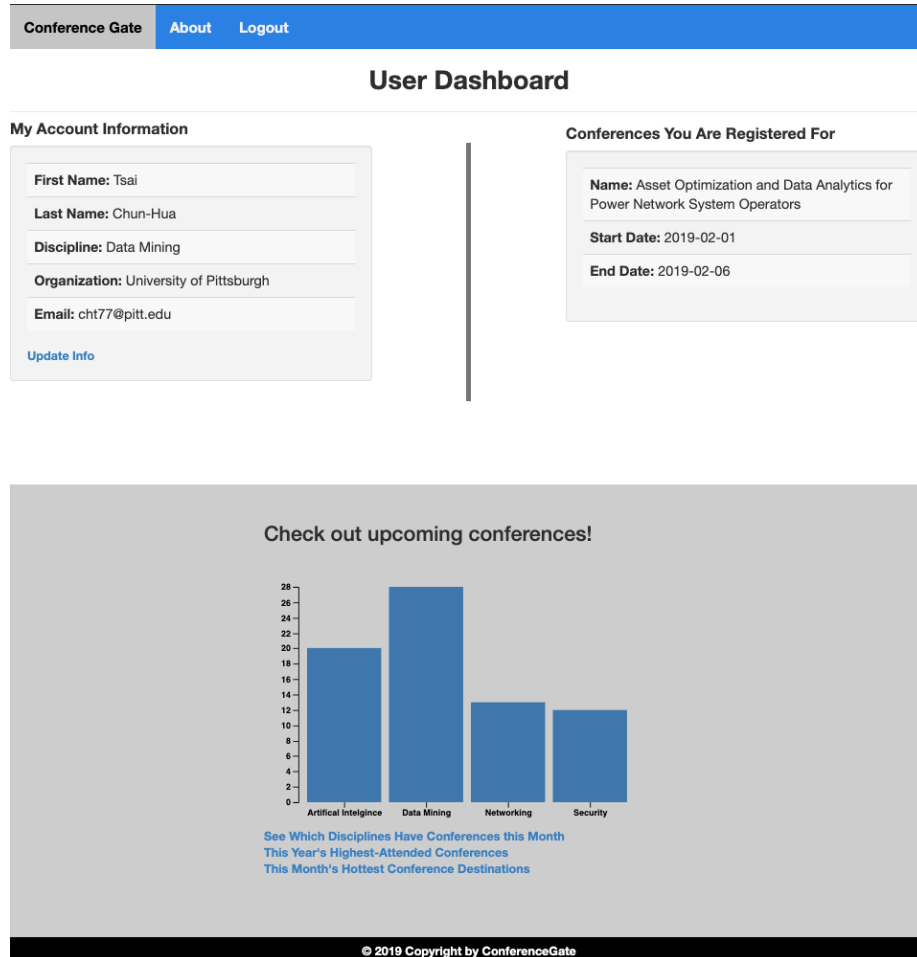 Conference Gate About Logout
User Dashboard
My Account Information
First Name: Tsai
Last Name: Chun-Hua
Discipline: Data Mining
Organization: University of Pittsburgh
Email: cht77@pitt.edu
Update Info
Conferences You Are Registered For
Name: Asset Optimization and Data Analytics for
Power Network System Operators
Start Date: 2019-02-01
End Date: 2019-02-06
Check out upcoming conferences!
28
26
24
22
20
18
16
14
12
10
8
6
4
2
0
Artifical Intelgince Data Mining Networking Security
See Which Disciplines Have Conferences this Month
This Year's Highest-Attended Conferences
This Month's Hottest Conference Destinations
© 2019 Copyright by ConferenceGate